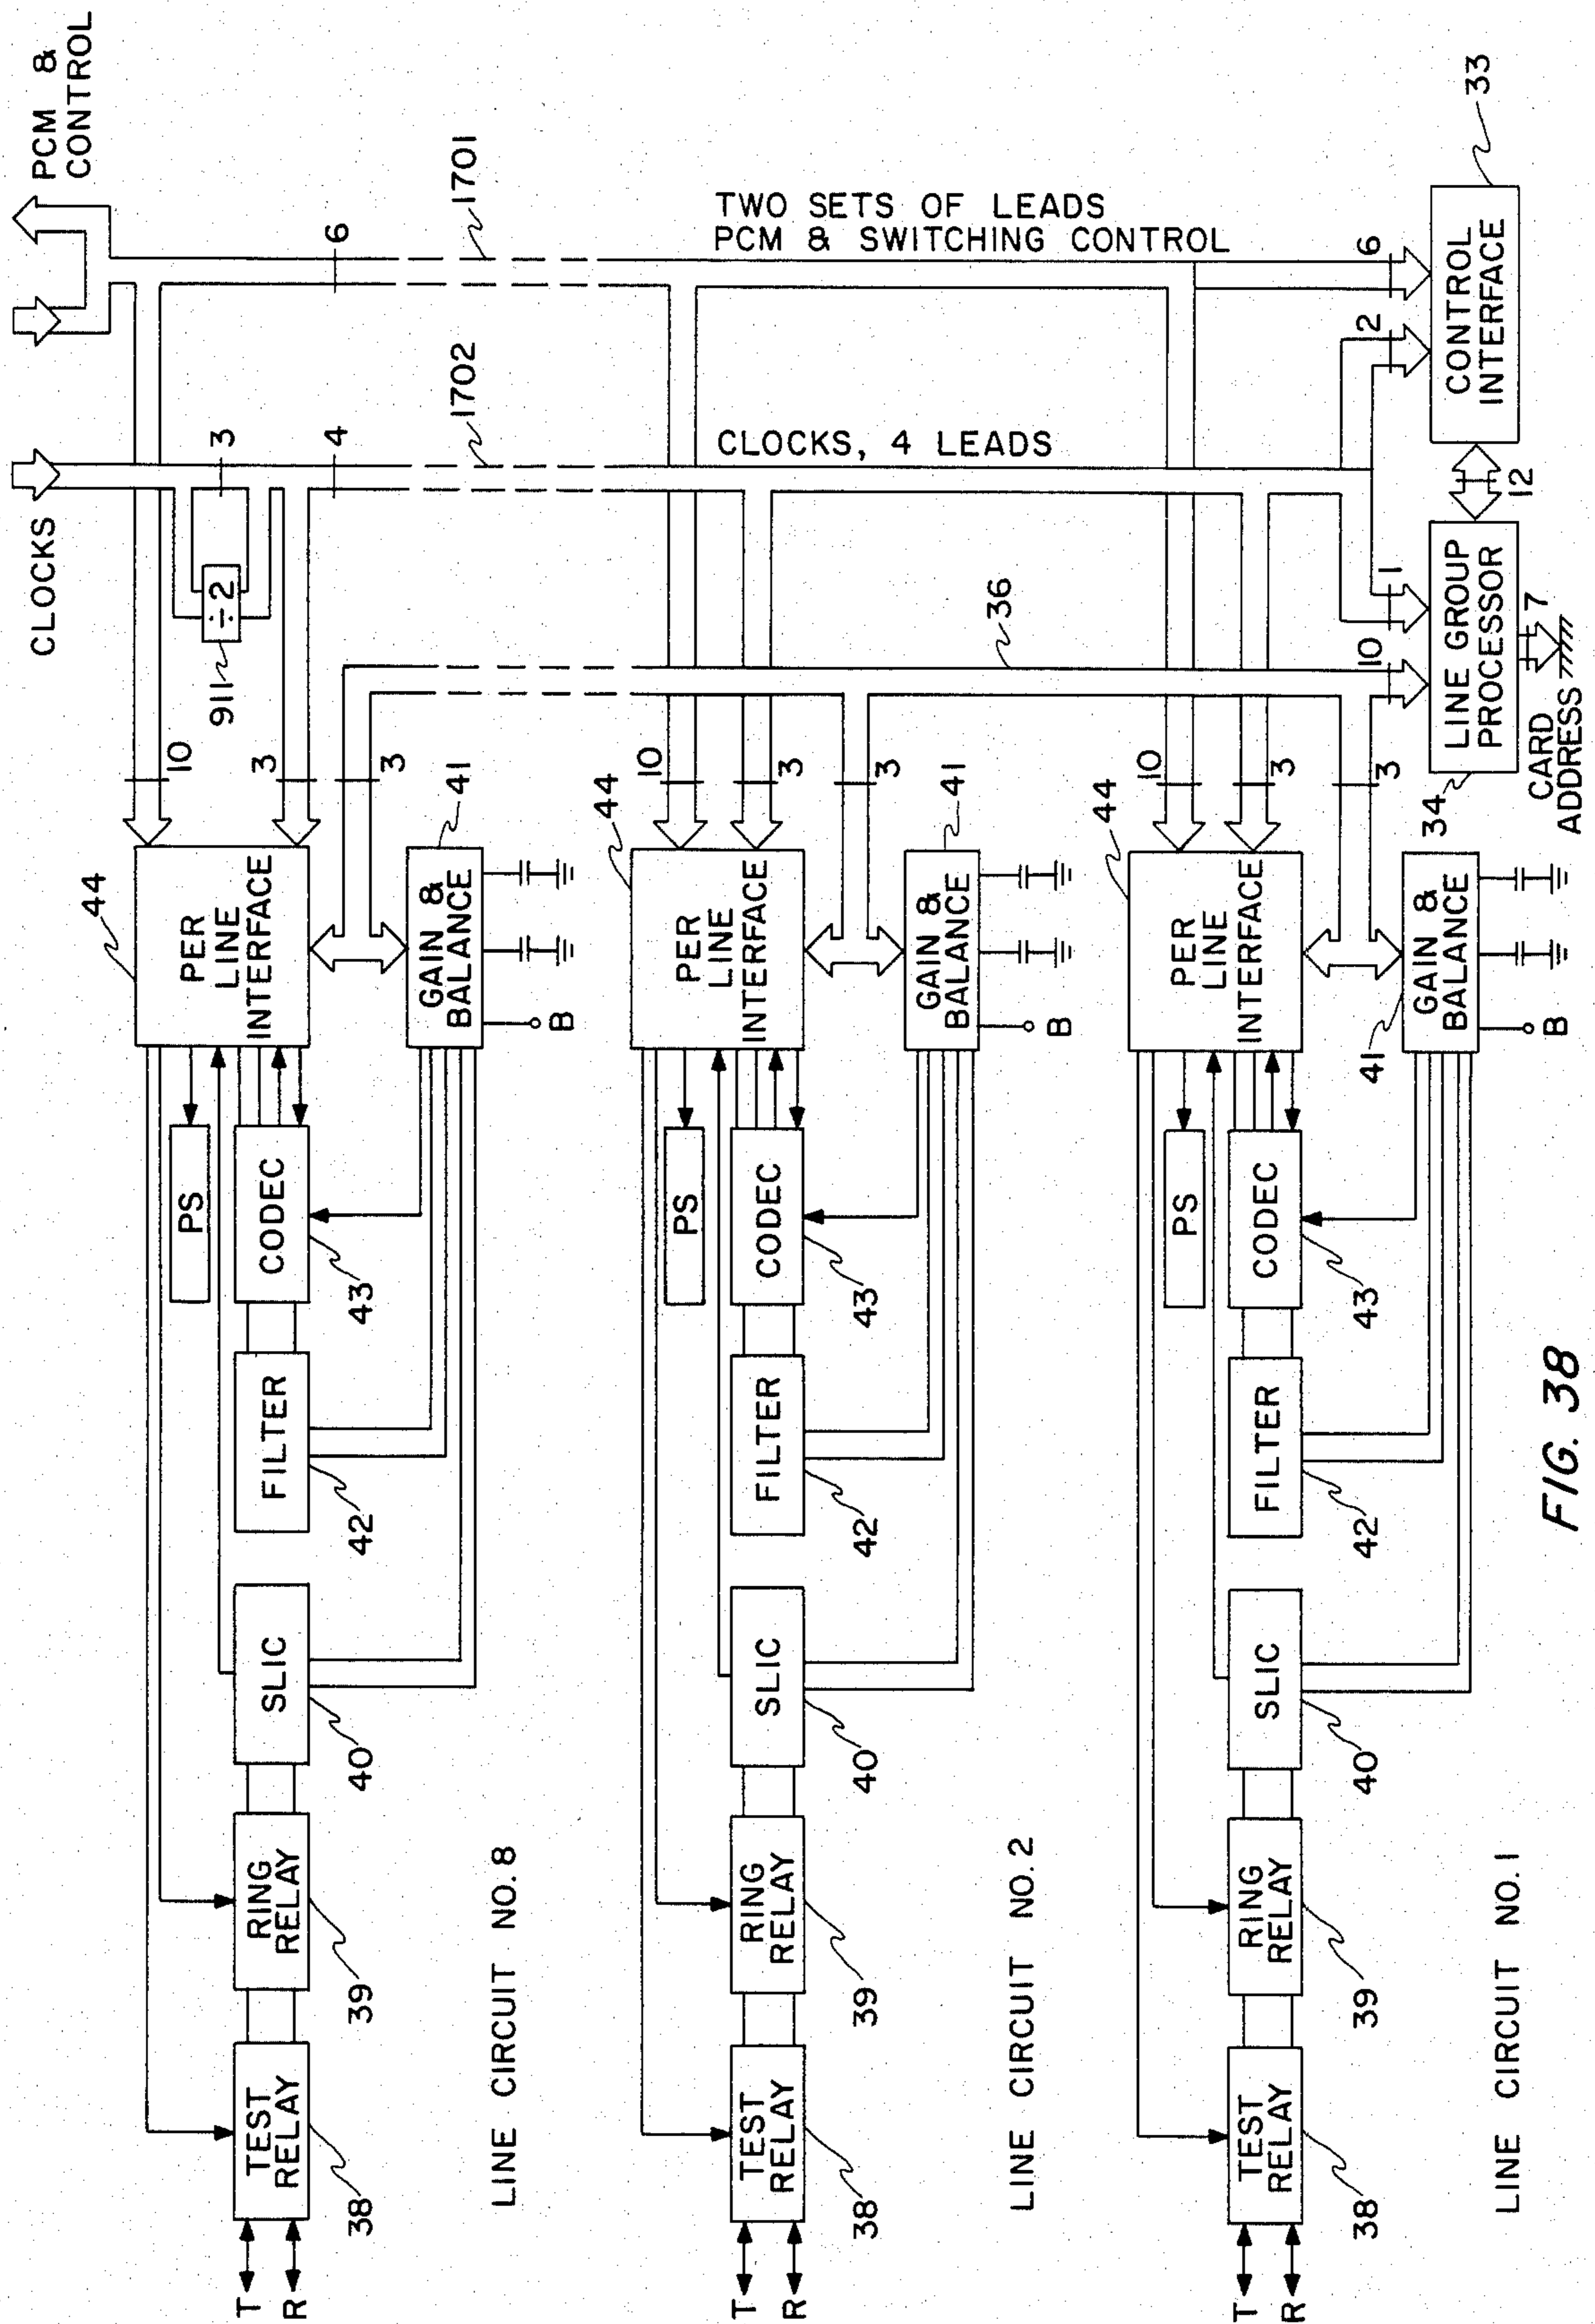 PCM &
CONTROL
CLOCKS
44
PER
LINE
INTERFACE
10
3
3
911
÷2
3
4
6
1702
1701
TEST
RELAY
RING
RELAY
SLIC
FILTER
CODEC
PS
GAIN &
BALANCE
41
B
T
R
38
39
40
42
43
LINE CIRCUIT NO. 8
44
PER
LINE
INTERFACE
10
3
3
TEST
RELAY
RING
RELAY
SLIC
FILTER
CODEC
PS
GAIN &
BALANCE
41
B
T
R
38
39
40
42
43
LINE CIRCUIT NO. 2
CLOCKS, 4 LEADS
TWO SETS OF LEADS
PCM & SWITCHING CONTROL
36
44
PER
LINE
INTERFACE
10
3
3
TEST
RELAY
RING
RELAY
SLIC
FILTER
CODEC
PS
GAIN &
BALANCE
41
B
T
R
38
39
40
42
43
LINE CIRCUIT NO. 1
10
1
2
6
LINE GROUP
PROCESSOR
34
12
CONTROL
INTERFACE
33
7
CARD
ADDRESS
FIG. 38